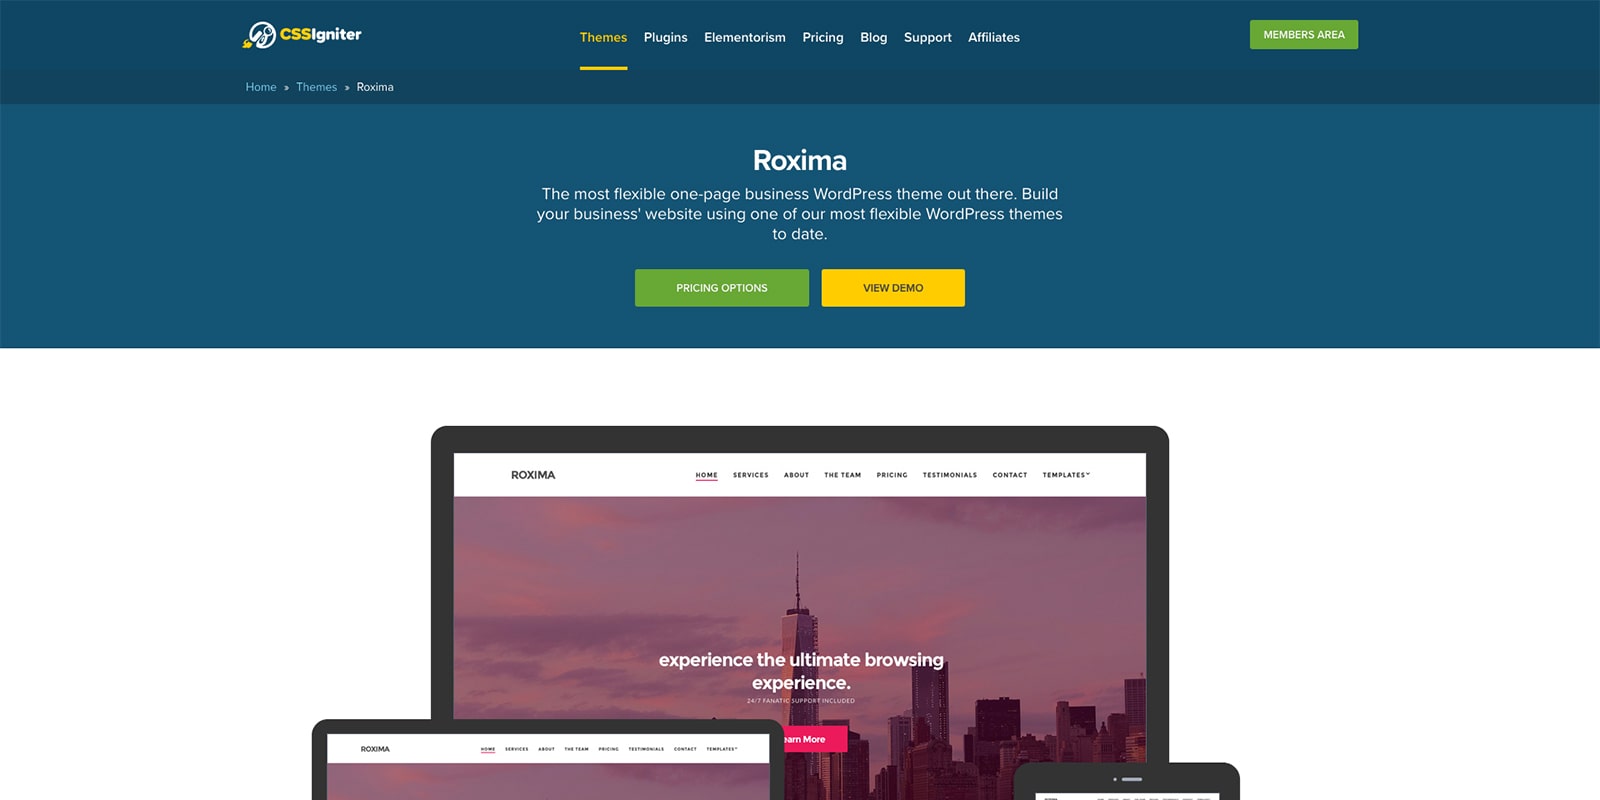 CSSIgniter
Themes Plugins Elementorism Pricing Blog Support Affiliates
MEMBERS AREA
Home » Themes » Roxima
Roxima
The most flexible one-page business WordPress theme out there. Build
your business' website using one of our most flexible WordPress themes
to date.
PRICING OPTIONS
VIEW DEMO
ROXIMA
HOME SERVICES ABOUT THE TEAM PRICING TESTIMONIALS CONTACT TEMPLATES
experience the ultimate browsing
experience.
24/7 FANATIC SUPPORT INCLUDED
earn More
ROXIMA
HOME SERVICES ABOUT THE TEAM PRICING TESTIMONIALS CONTACT TEMPLATES